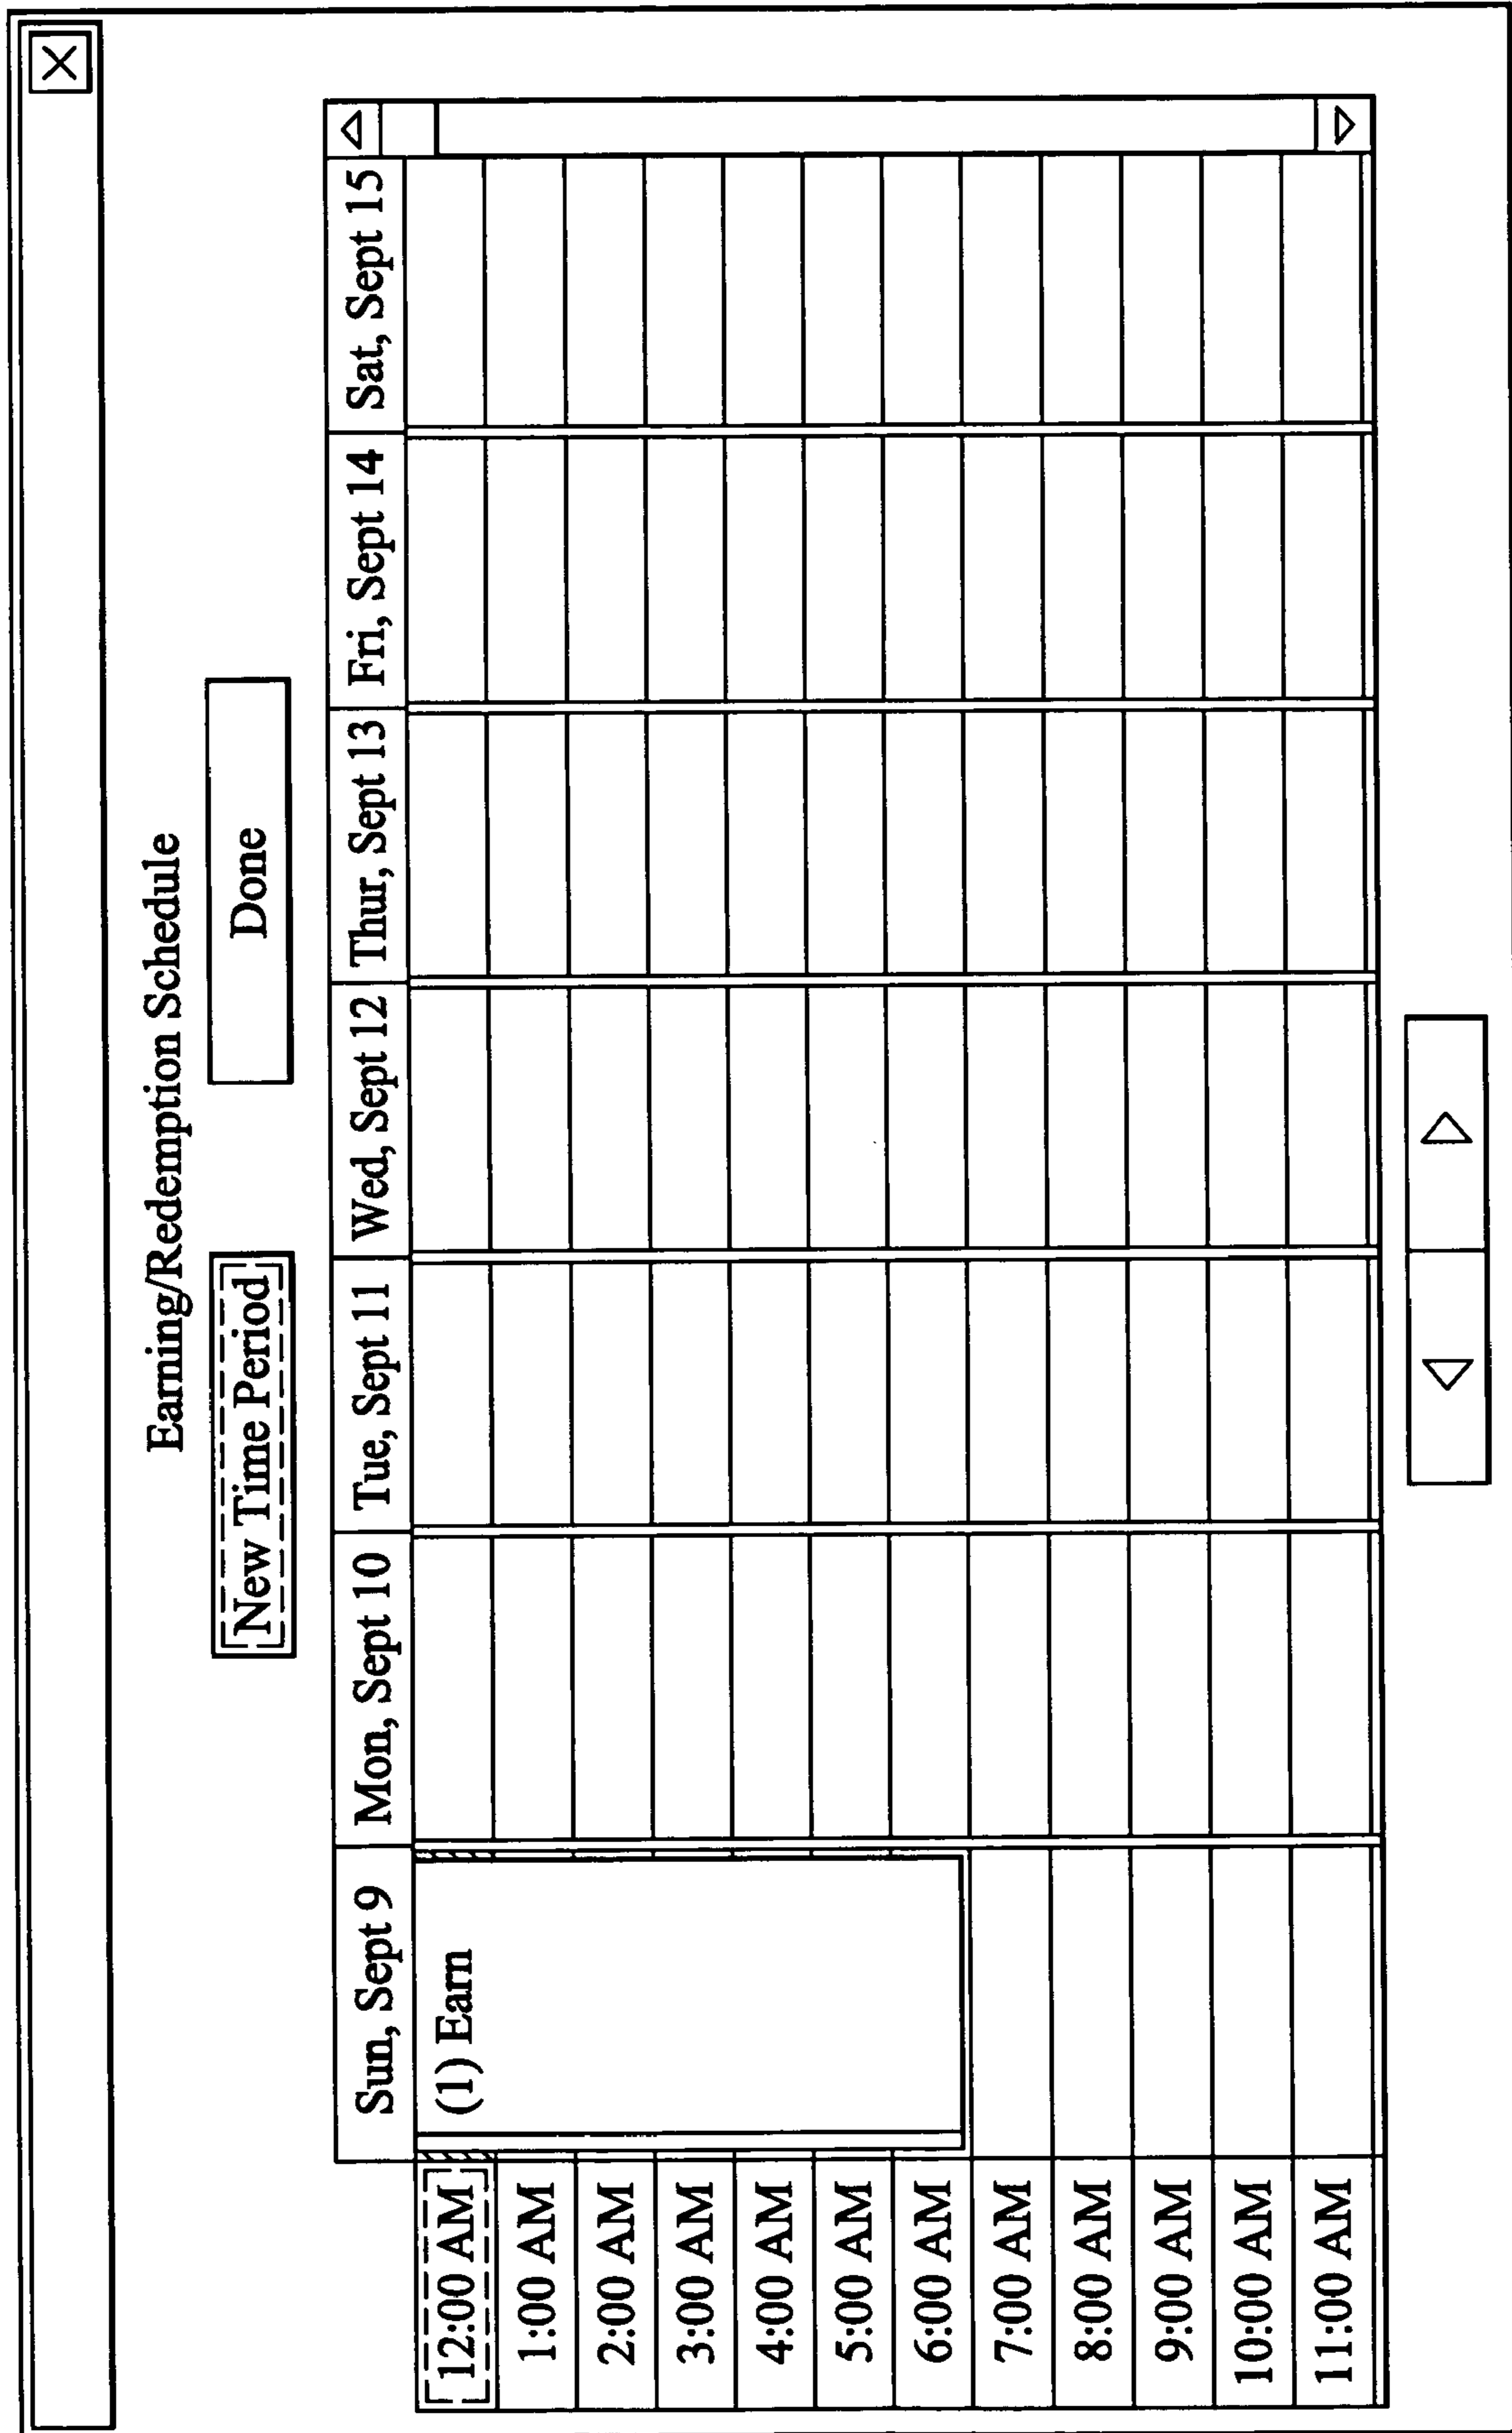 Earning/Redemption Schedule
New Time Period Done
Sun, Sept 9 Mon, Sept 10 Tue, Sept 11 Wed, Sept 12 Thur, Sept 13 Fri, Sept 14 Sat, Sept 15
12:00 AM (1) Earn
1:00 AM
2:00 AM
3:00 AM
4:00 AM
5:00 AM
6:00 AM
7:00 AM
8:00 AM
9:00 AM
10:00 AM
11:00 AM